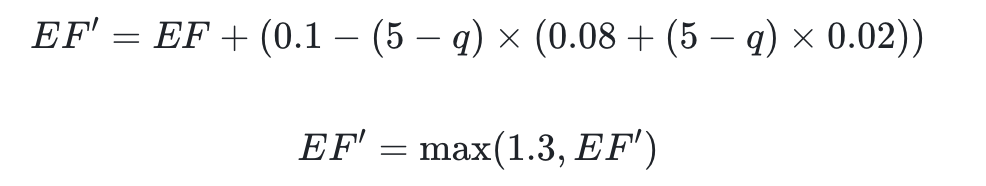 EF′ = EF + (0.1 − (5 − q) × (0.08 + (5 − q) × 0.02))
EF′ = max(1.3, EF′)